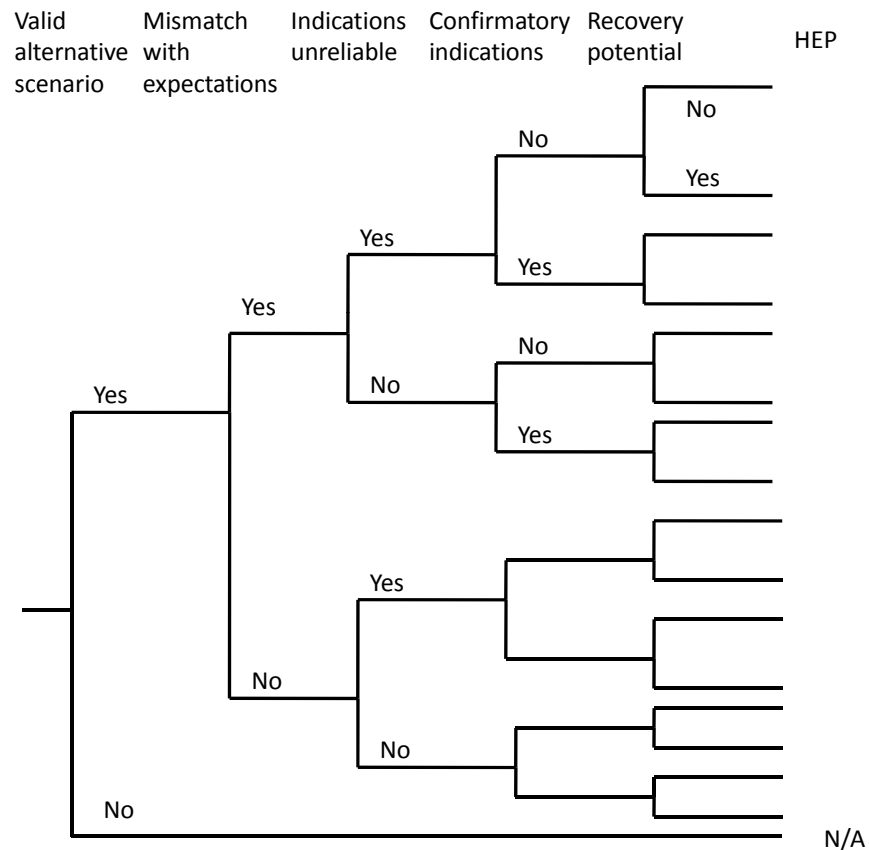 Valid
alternative
scenario
Mismatch
with
expectations
Indications
unreliable
Confirmatory
indications
Recovery
potential
HEP
No
No
Yes
Yes
Yes
Yes
No
No
Yes
Yes
Yes
No
No
No
N/A